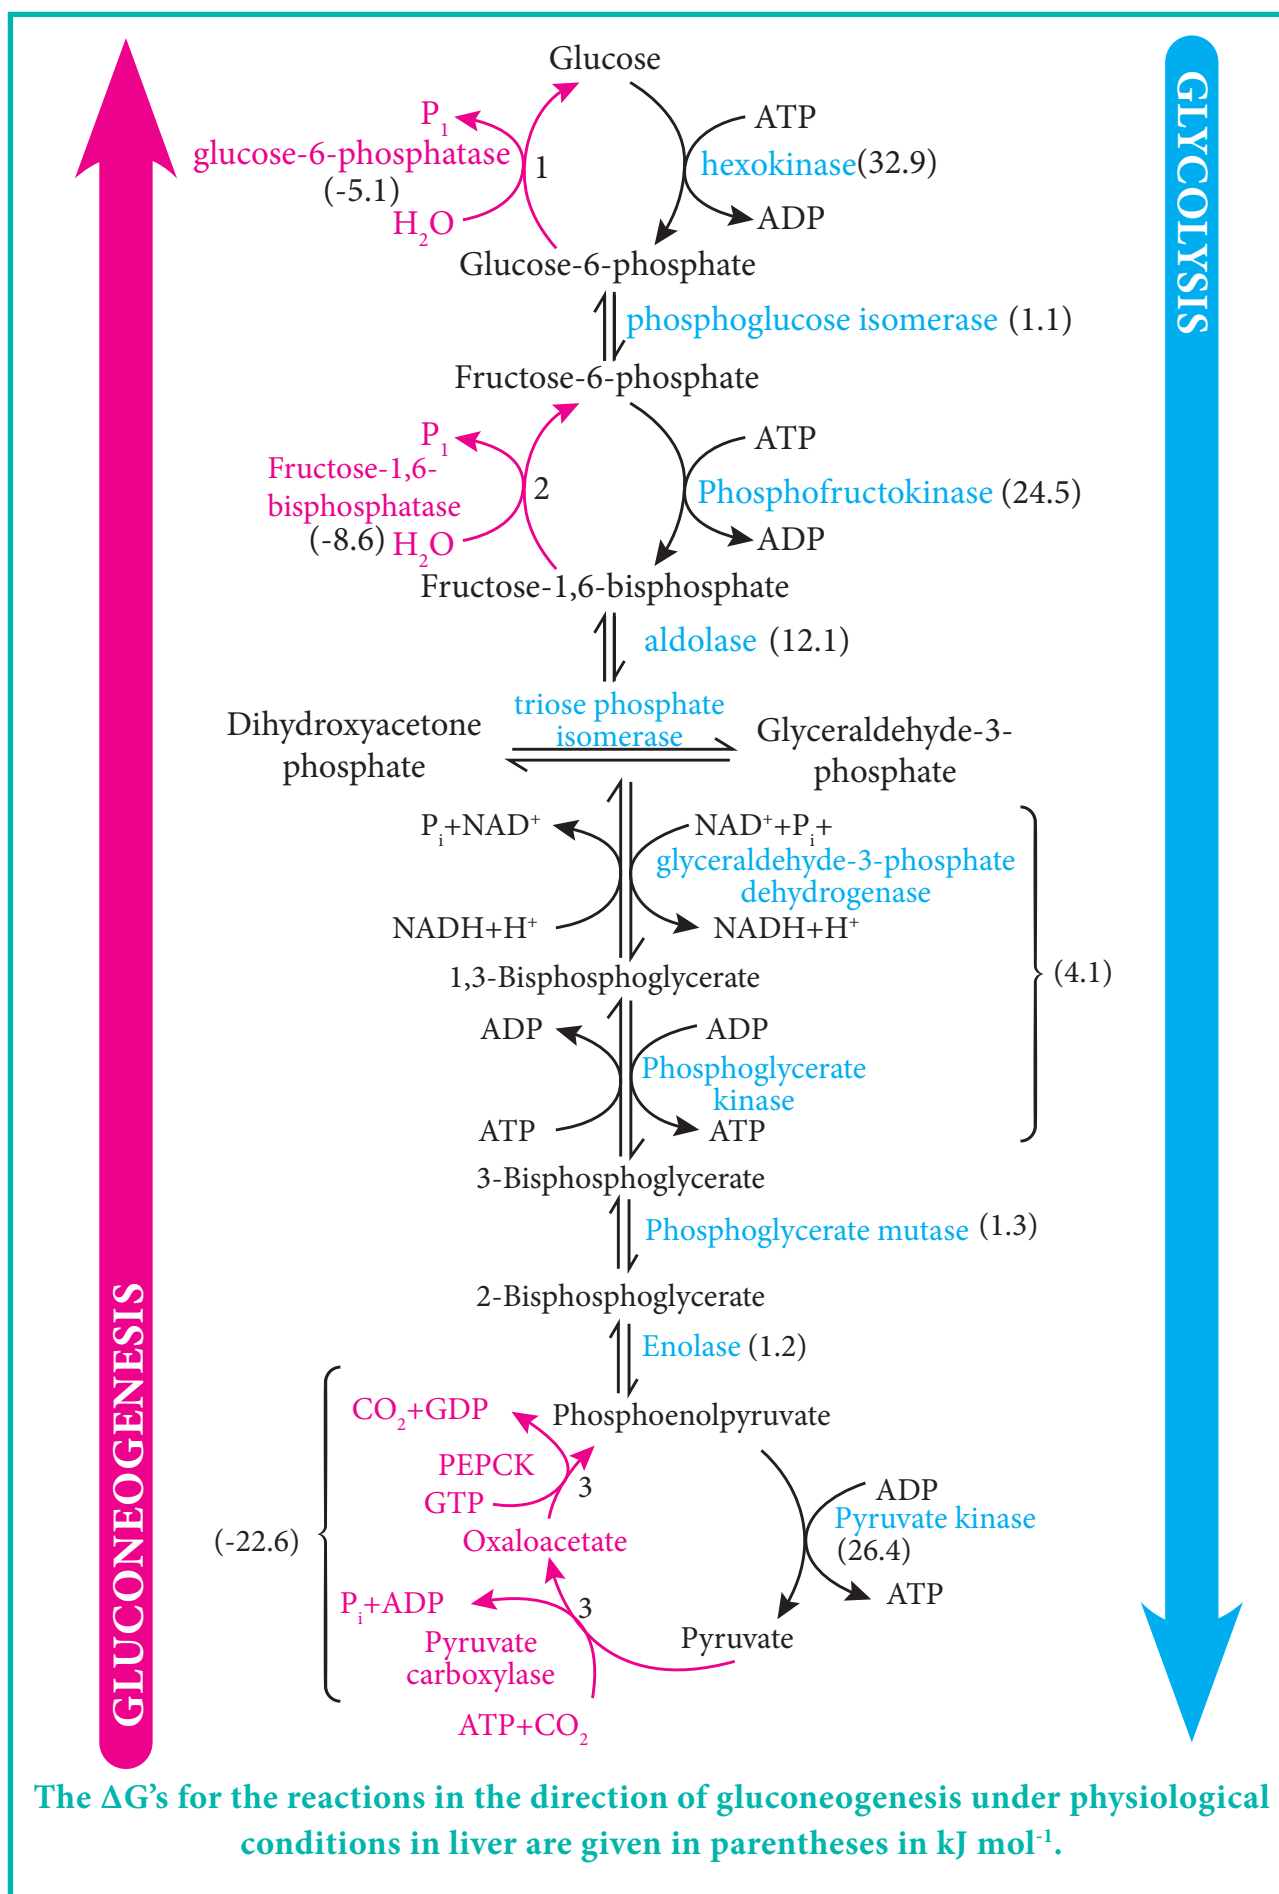 Glucose
P1
ATP
glucose-6-phosphatase
1
hexokinase(32.9)
(-5.1)
H2O
ADP
Glucose-6-phosphate
phosphoglucose isomerase (1.1)
Fructose-6-phosphate
P1
ATP
Fructose-1,6-
bisphosphatase
2
Phosphofructokinase (24.5)
(-8.6) H2O
ADP
Fructose-1,6-bisphosphate
aldolase (12.1)
Dihydroxyacetone
phosphate
triose phosphate
isomerase
Glyceraldehyde-3-
phosphate
Pi+NAD+
NAD++Pi+
glyceraldehyde-3-phosphate
dehydrogenase
NADH+H+
NADH+H+
1,3-Bisphosphoglycerate
(4.1)
ADP
ADP
Phosphoglycerate
kinase
ATP
ATP
3-Bisphosphoglycerate
Phosphoglycerate mutase (1.3)
2-Bisphosphoglycerate
Enolase (1.2)
CO2+GDP
Phosphoenolpyruvate
PEPCK
3
GTP
ADP
Oxaloacetate
Pyruvate kinase
(26.4)
(-22.6)
ATP
Pi+ADP
3
Pyruvate
carboxylase
Pyruvate
ATP+CO2
GLUCONEOGENESIS
GLYCOLYSIS
The ΔG’s for the reactions in the direction of gluconeogenesis under physiological
conditions in liver are given in parentheses in kJ mol-1.